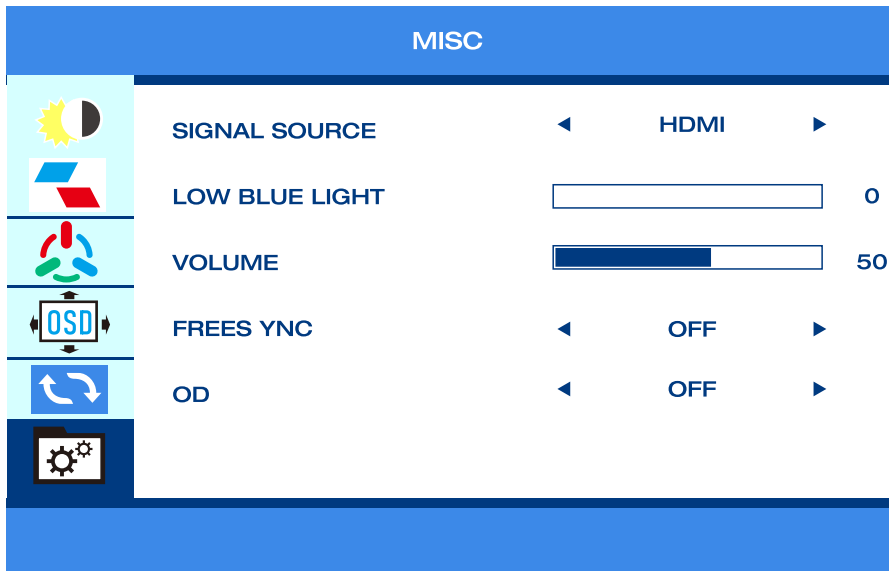 MISC
SIGNAL SOURCE HDMI
LOW BLUE LIGHT 0
VOLUME 50
FREES YNC OFF
OSD
OD OFF